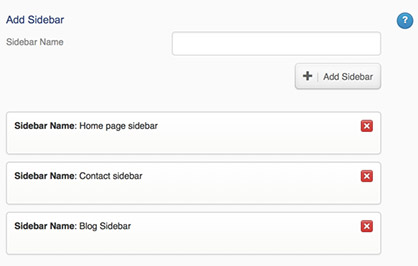 Add Sidebar
?
Sidebar Name
+ | Add Sidebar
Sidebar Name: Home page sidebar
Sidebar Name: Contact sidebar
Sidebar Name: Blog Sidebar